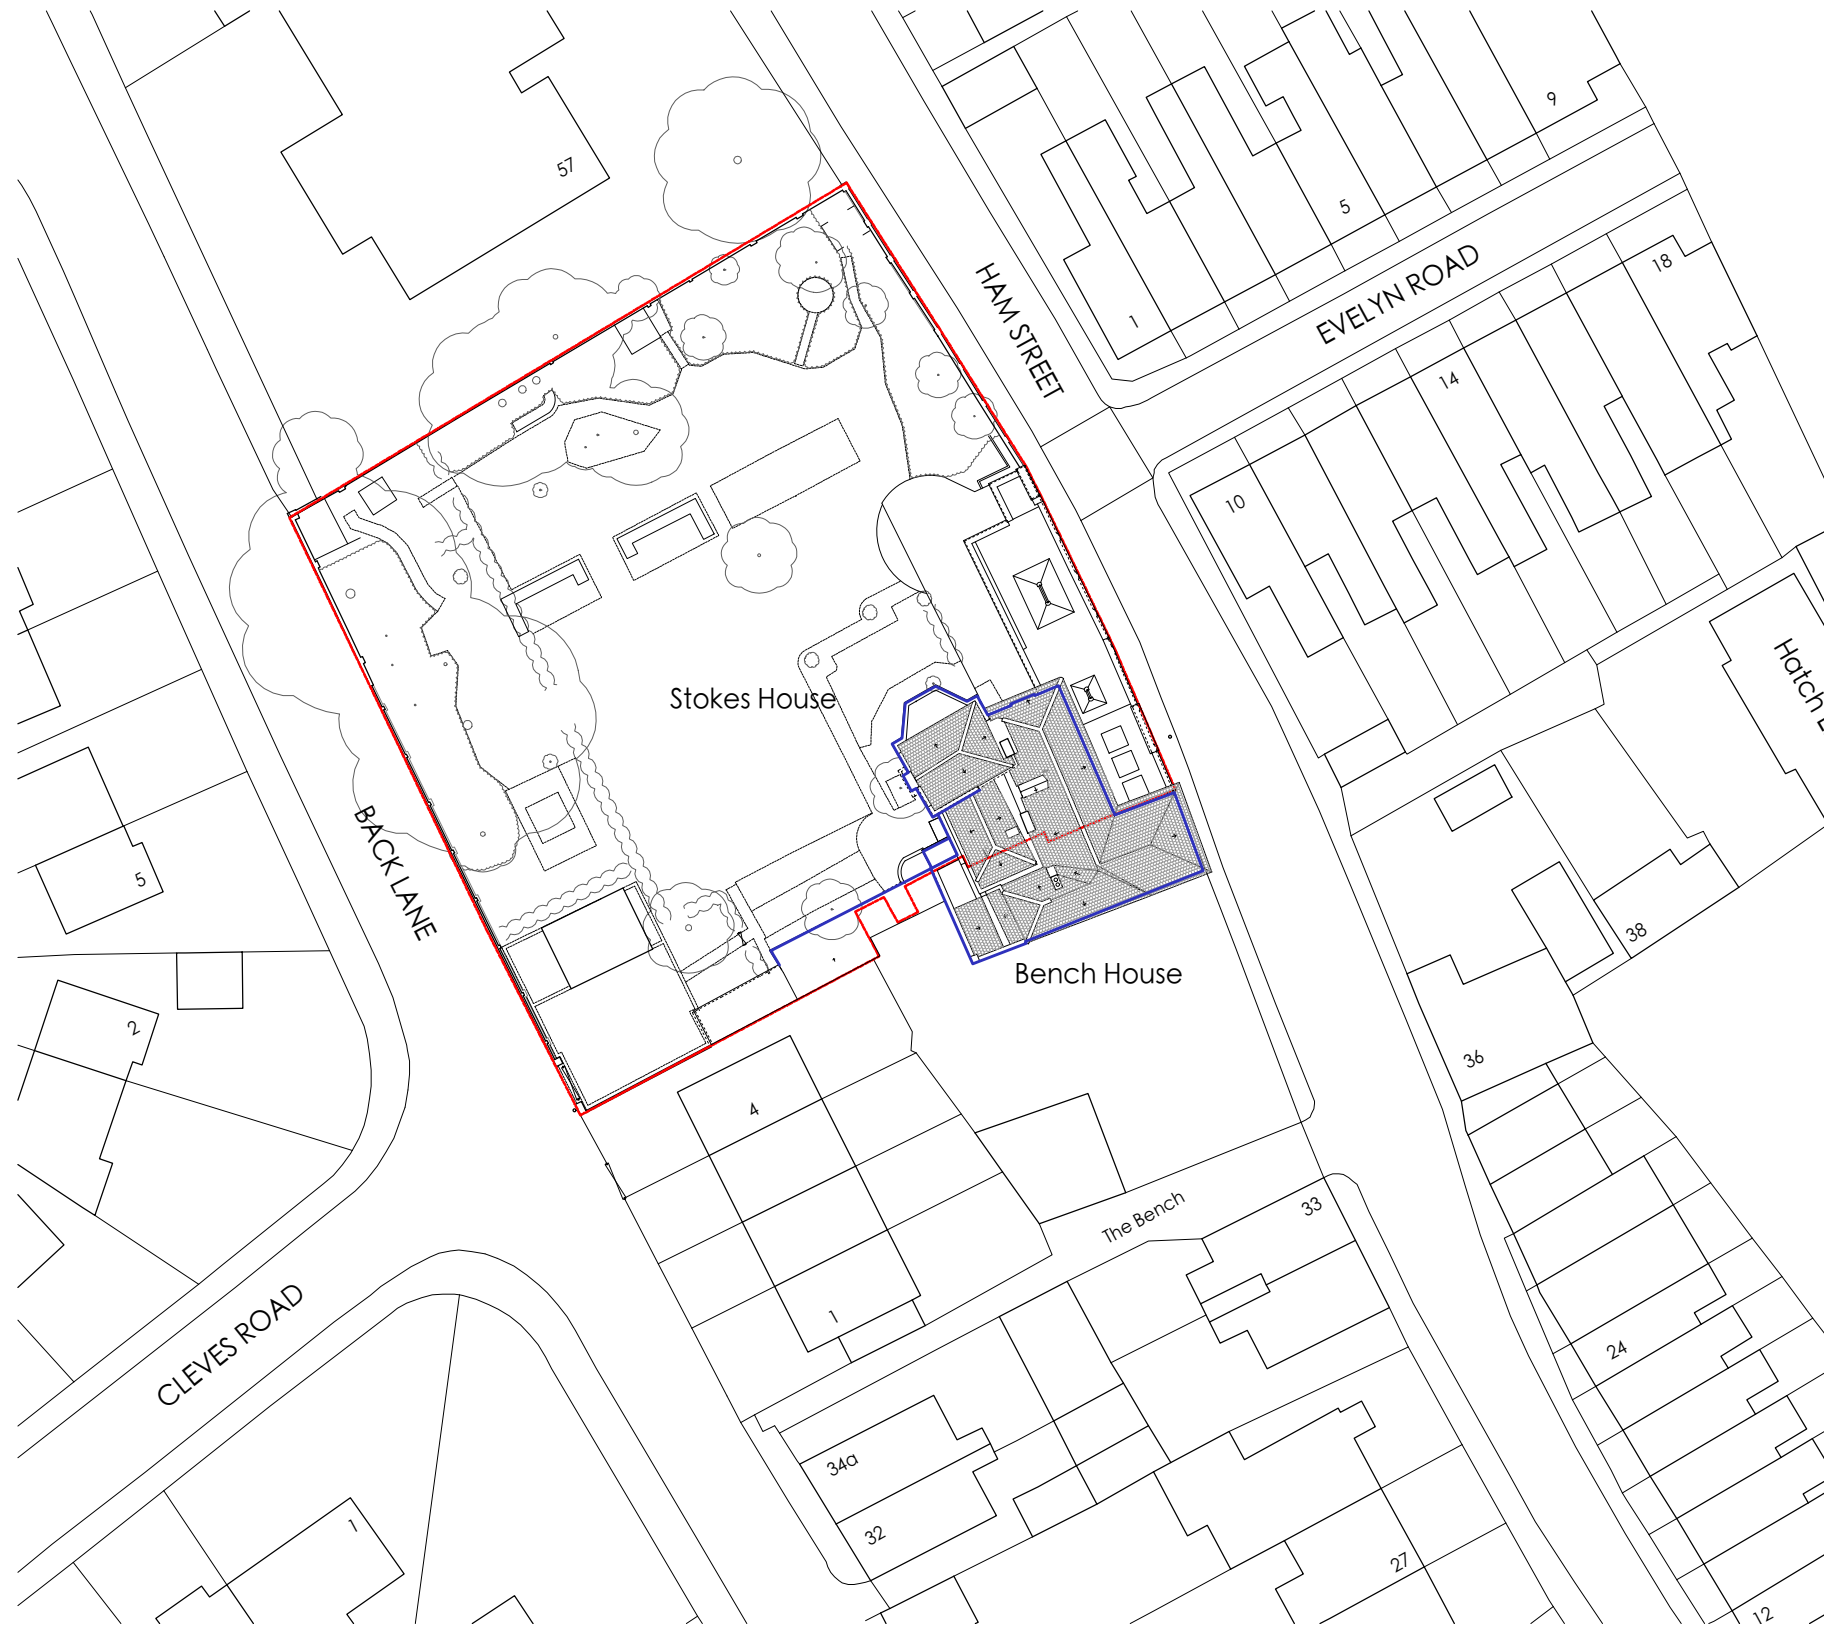 57
9
5
1
HAM STREET
EVELYN ROAD
18
14
10
Stokes House
BACK LANE
5
2
Bench House
38
36
4
The Bench
33
1
CLEVES ROAD
24
34a
32
1
27
12
Hatch